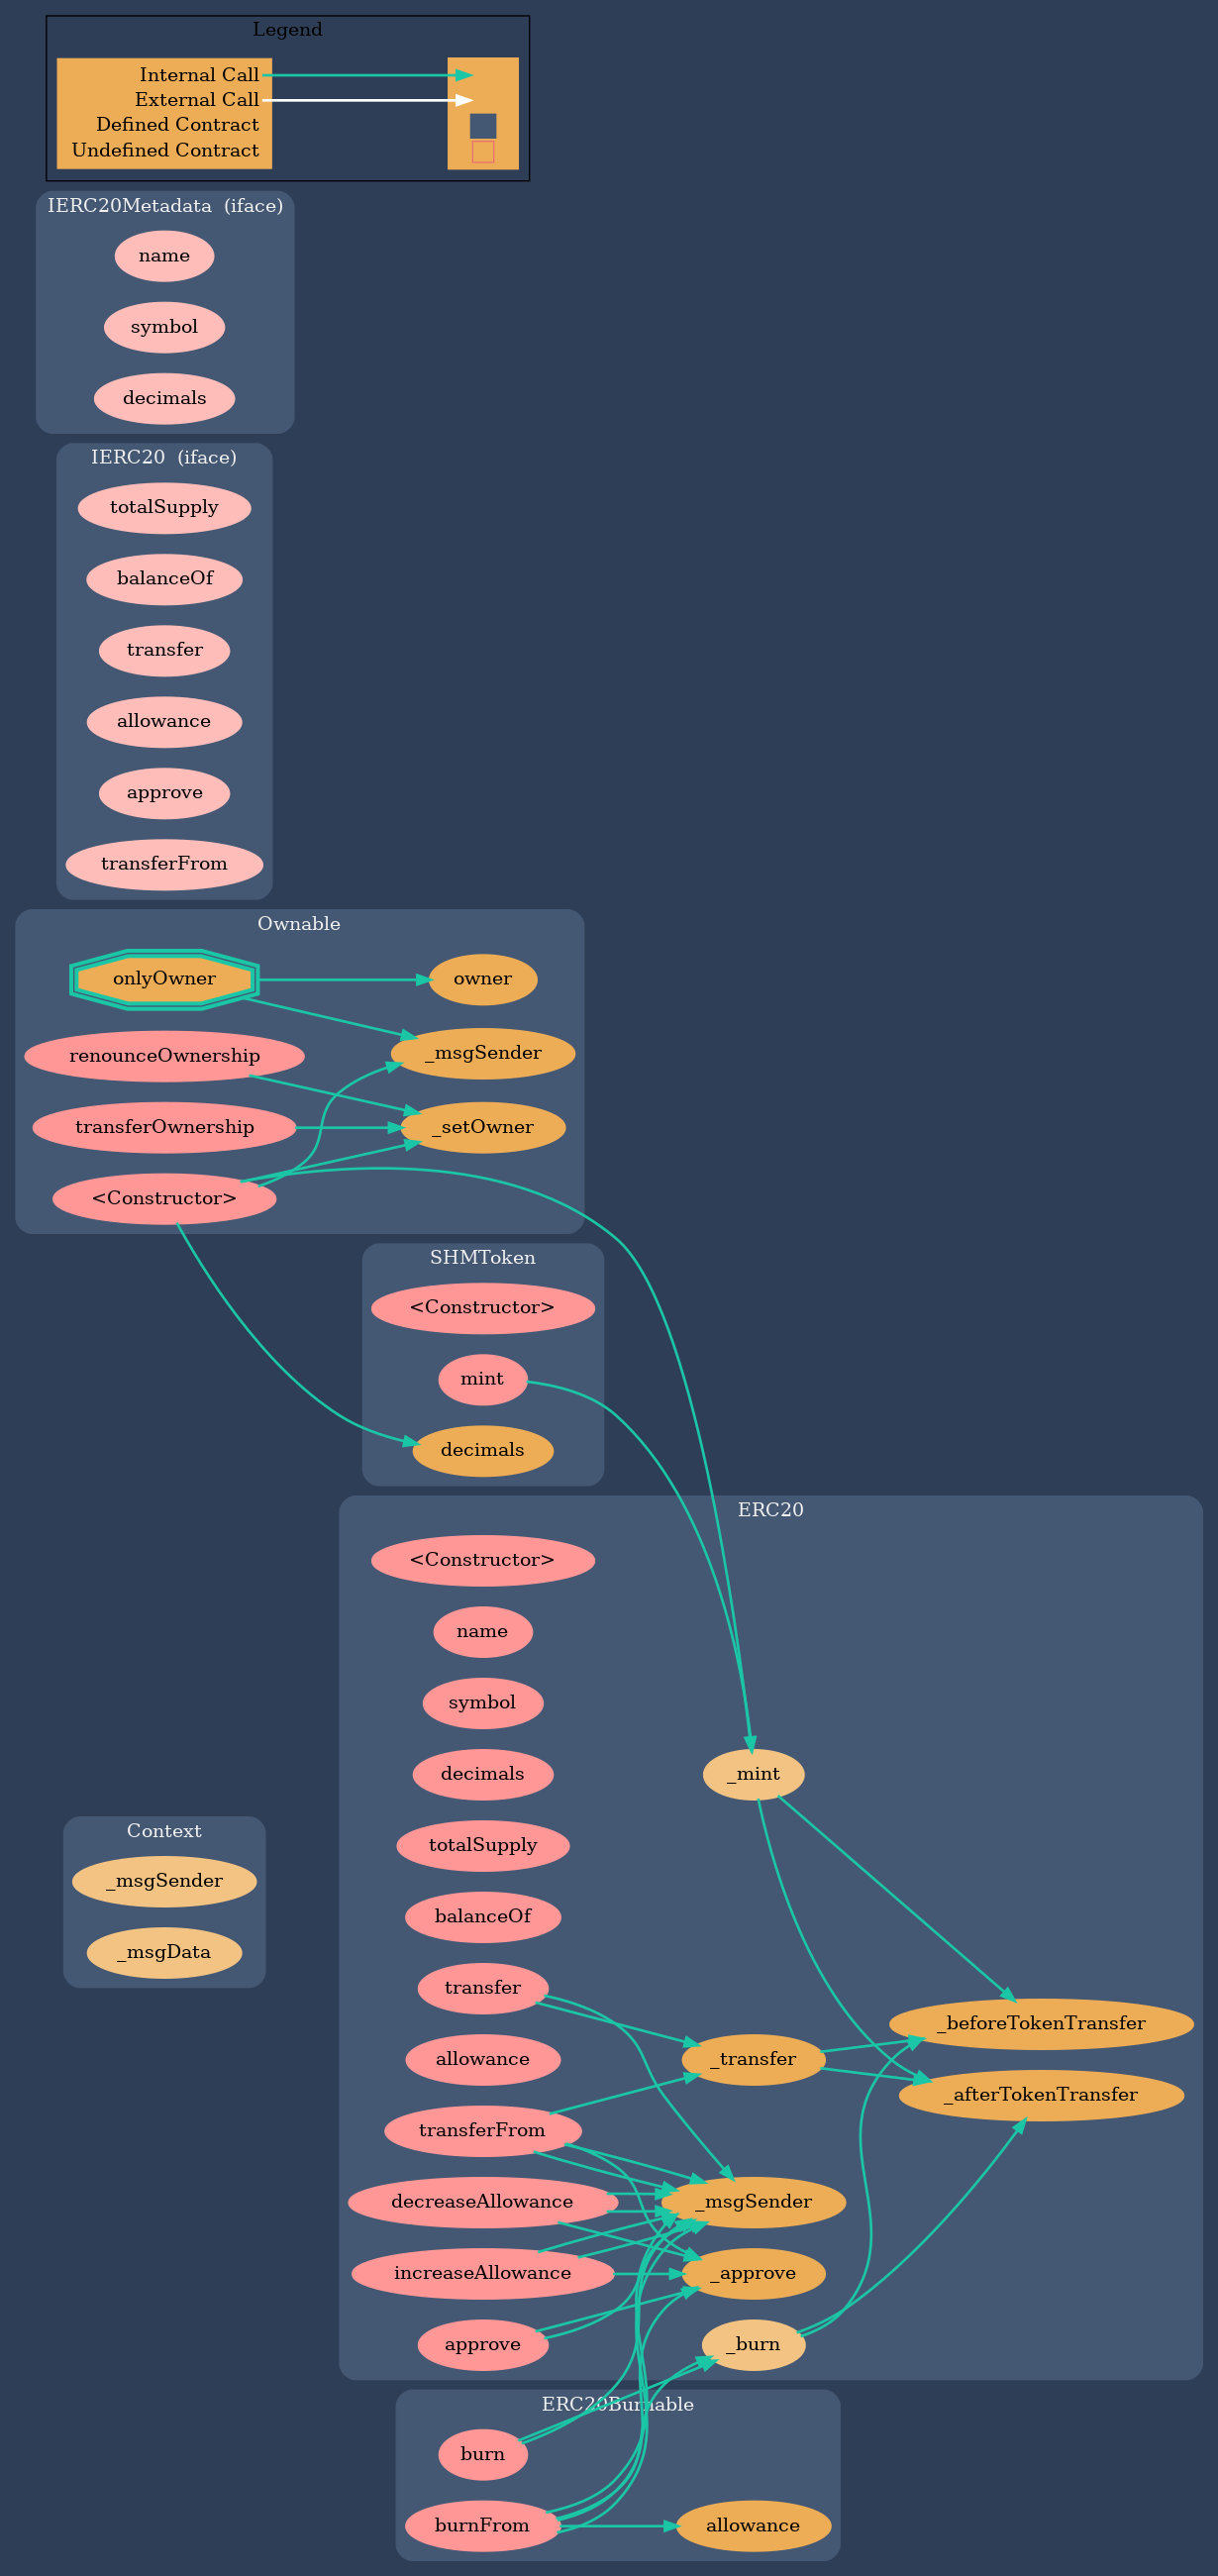 Legend
Internal Call
External Call
Defined Contract
Undefined Contract
IERC20Metadata (iface)
name
symbol
decimals
IERC20 (iface)
totalSupply
balanceOf
transfer
allowance
approve
transferFrom
Ownable
onlyOwner
owner
renounceOwnership
_msgSender
transferOwnership
_setOwner
<Constructor>
SHMToken
<Constructor>
mint
decimals
ERC20
<Constructor>
name
symbol
decimals
_mint
totalSupply
balanceOf
transfer
_beforeTokenTransfer
allowance
_transfer
_afterTokenTransfer
transferFrom
decreaseAllowance
_msgSender
increaseAllowance
_approve
approve
_burn
Context
_msgSender
_msgData
ERC20Burnable
burn
burnFrom
allowance